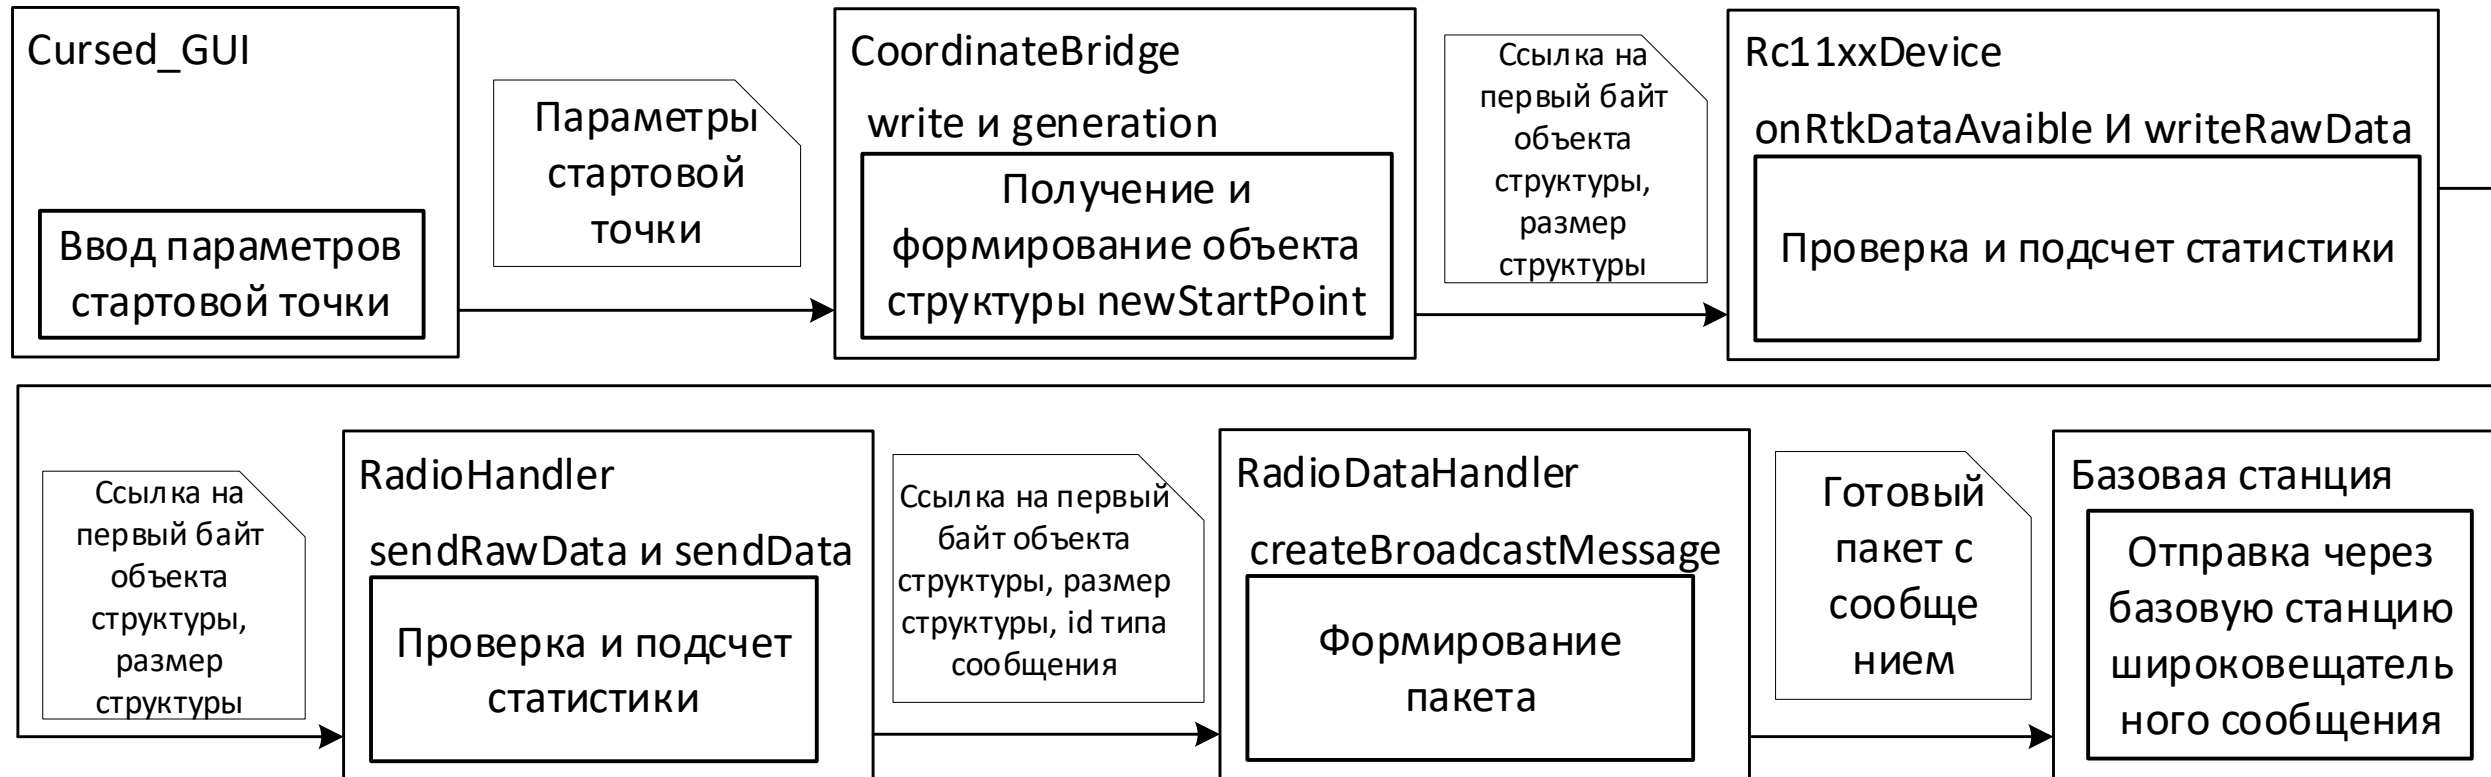 Cursed_GUI
Ввод параметров
стартовой точки
Параметры
стартовой
точки
CoordinateBridge
write и generation
Получение и
формирование объекта
структуры newStartPoint
Ссылка на
первый байт
объекта
структуры,
размер
структуры
Rc11xxDevice
onRtkDataAvaible И writeRawData
Проверка и подсчет статистики
Ссылка на
первый байт
объекта
структуры,
размер
структуры
RadioHandler
sendRawData и sendData
Проверка и подсчет
статистики
Ссылка на первый
байт объекта
структуры, размер
структуры, id типа
сообщения
RadioDataHandler
createBroadcastMessage
Формирование
пакета
Готовый
пакет с
сообще
нием
Базовая станция
Отправка через
базовую станцию
широковещатель
ного сообщения